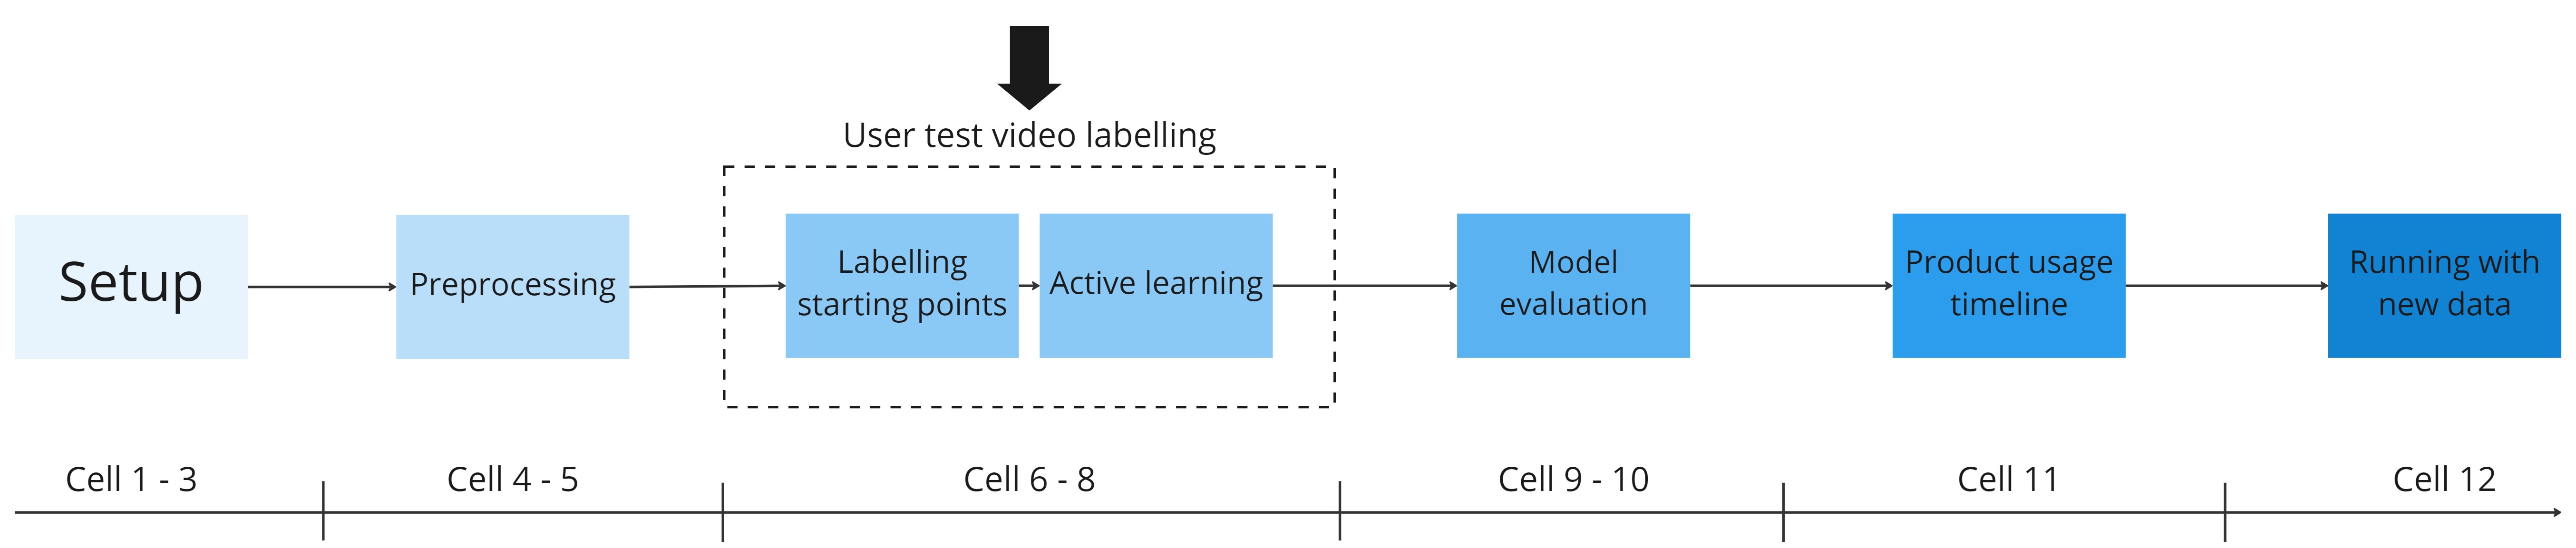 User test video labelling
Setup
Preprocessing
Labelling
starting points
Active learning
Model
evaluation
Product usage
timeline
Running with
new data
Cell 1 - 3
Cell 4 - 5
Cell 6 - 8
Cell 9 - 10
Cell 11
Cell 12